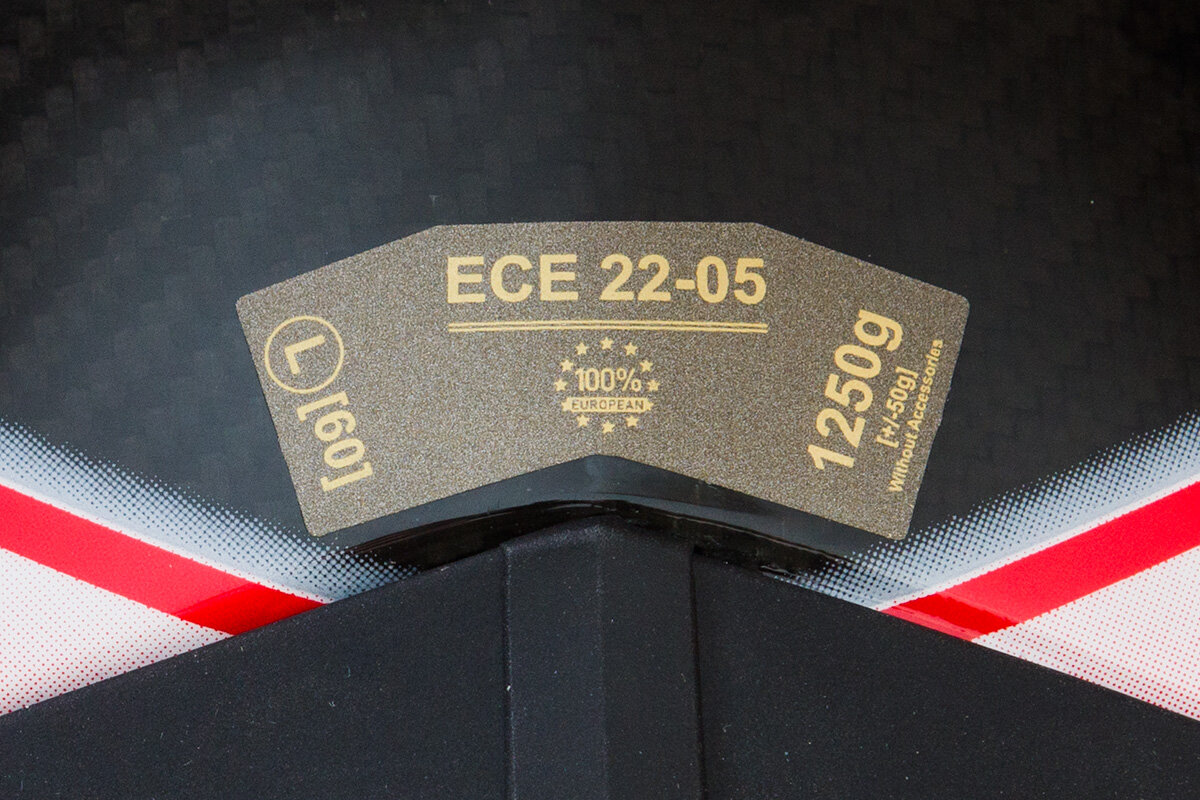 ECE 22-05
L
[60]
100%
EUROPEAN
1250g
[+/-50g]
without Accessories